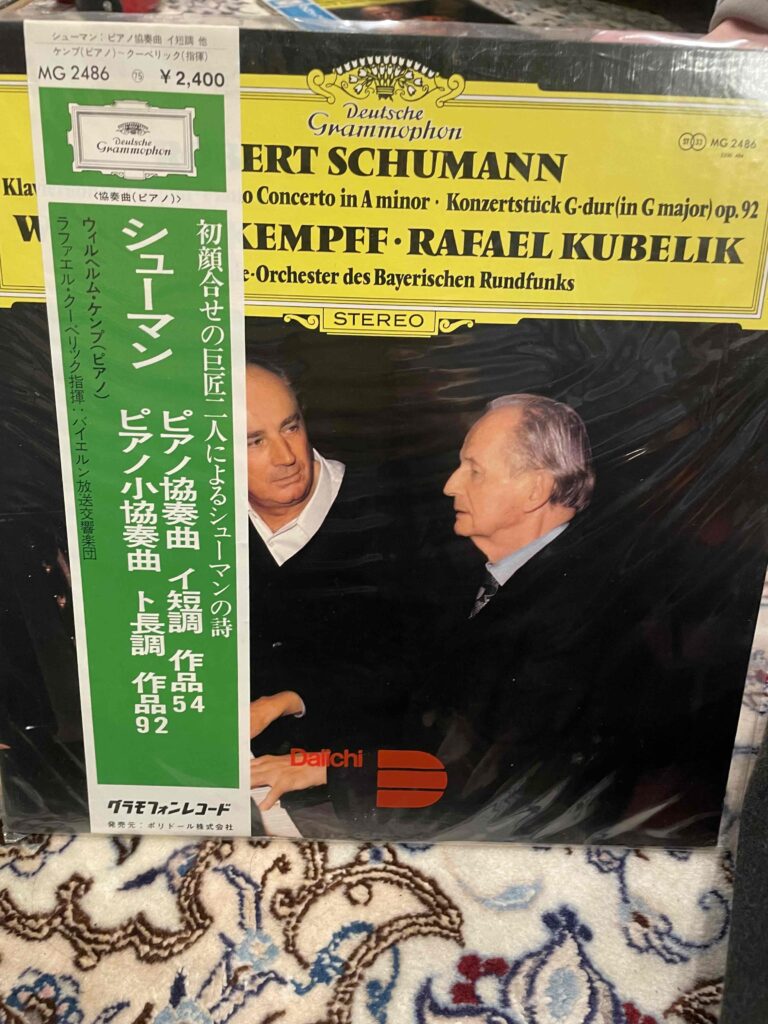 シューマン:ピアノ協奏曲 イ短調 他
ケンプ(ピアノ)~クーベリック(指揮)
MG 2486 75 ¥2,400
Deutsche
Grammophon
〈協奏曲(ピアノ)〉
初顔合せの巨匠二人によるシューマンの詩
シューマン
ピアノ協奏曲 イ短調 作品54
ピアノ小協奏曲 ト長調 作品92
ウィルヘルム・ケンプ(ピアノ)
ラファエル・クーベリック指揮:バイエルン放送交響楽団
グラモフォンレコード
発売元:ポリドール株式会社
Deutsche
Grammophon
33 MG 2486
BERT SCHUMANN
Klav o Concerto in A minor · Konzertstück G-dur (in G major) op. 92
W KEMPFF · RAFAEL KUBELIK
e-Orchester des Bayerischen Rundfunks
STEREO
Daiichi